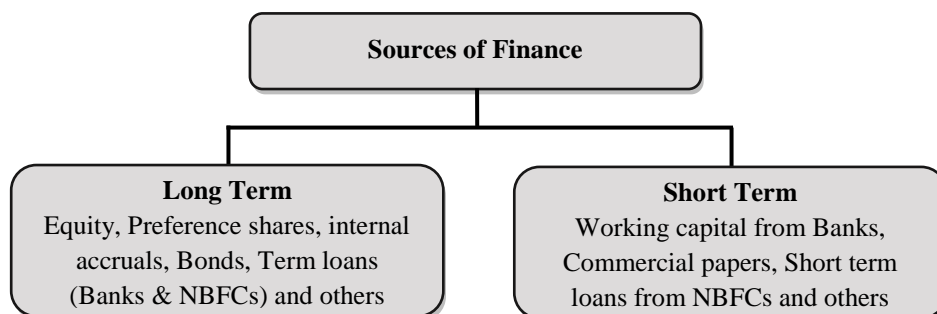 Sources of Finance
Long Term
Equity, Preference shares, internal
accruals, Bonds, Term loans
(Banks & NBFCs) and others
Short Term
Working capital from Banks,
Commercial papers, Short term
loans from NBFCs and others